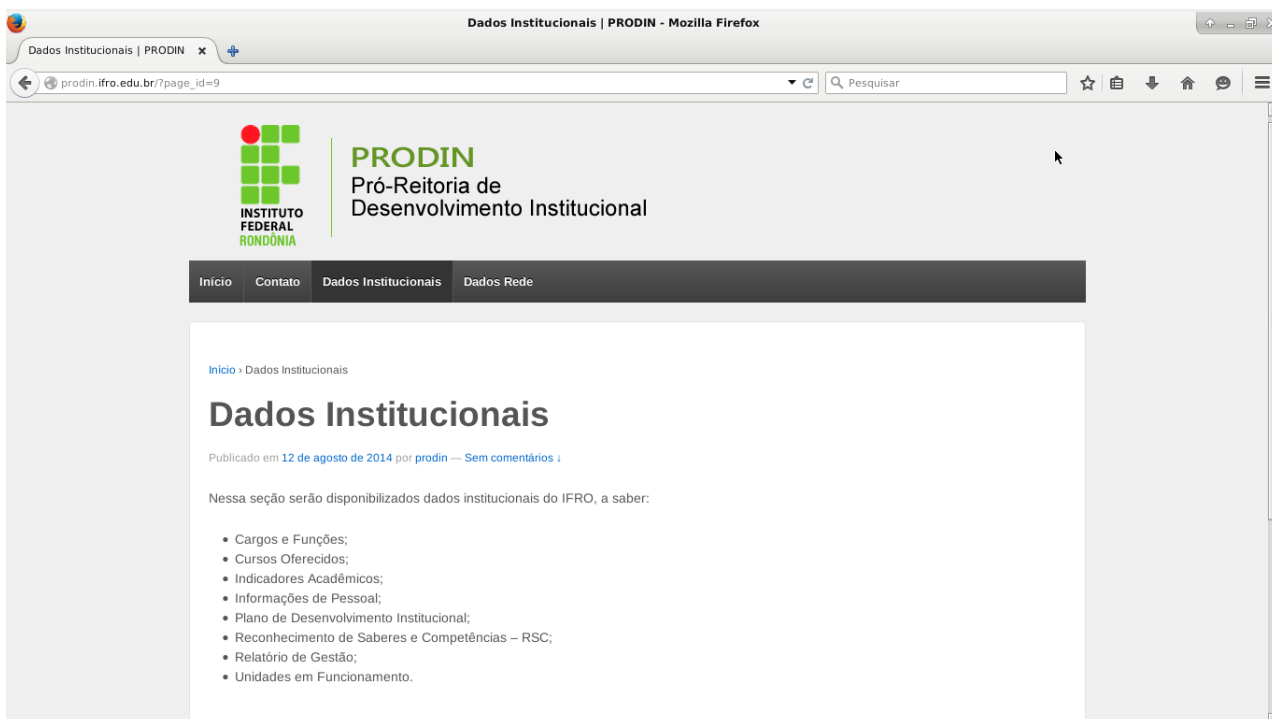 Dados Institucionais | PRODIN - Mozilla Firefox
Dados Institucionais | PRODIN
prodin.ifro.edu.br/?page_id=9
Pesquisar
INSTITUTO
FEDERAL
RONDÔNIA
PRODIN
Pró-Reitoria de
Desenvolvimento Institucional
Início Contato Dados Institucionais Dados Rede
Início › Dados Institucionais
Dados Institucionais
Publicado em 12 de agosto de 2014 por prodin — Sem comentários ↓
Nessa seção serão disponibilizados dados institucionais do IFRO, a saber:
• Cargos e Funções;
• Cursos Oferecidos;
• Indicadores Acadêmicos;
• Informações de Pessoal;
• Plano de Desenvolvimento Institucional;
• Reconhecimento de Saberes e Competências – RSC;
• Relatório de Gestão;
• Unidades em Funcionamento.